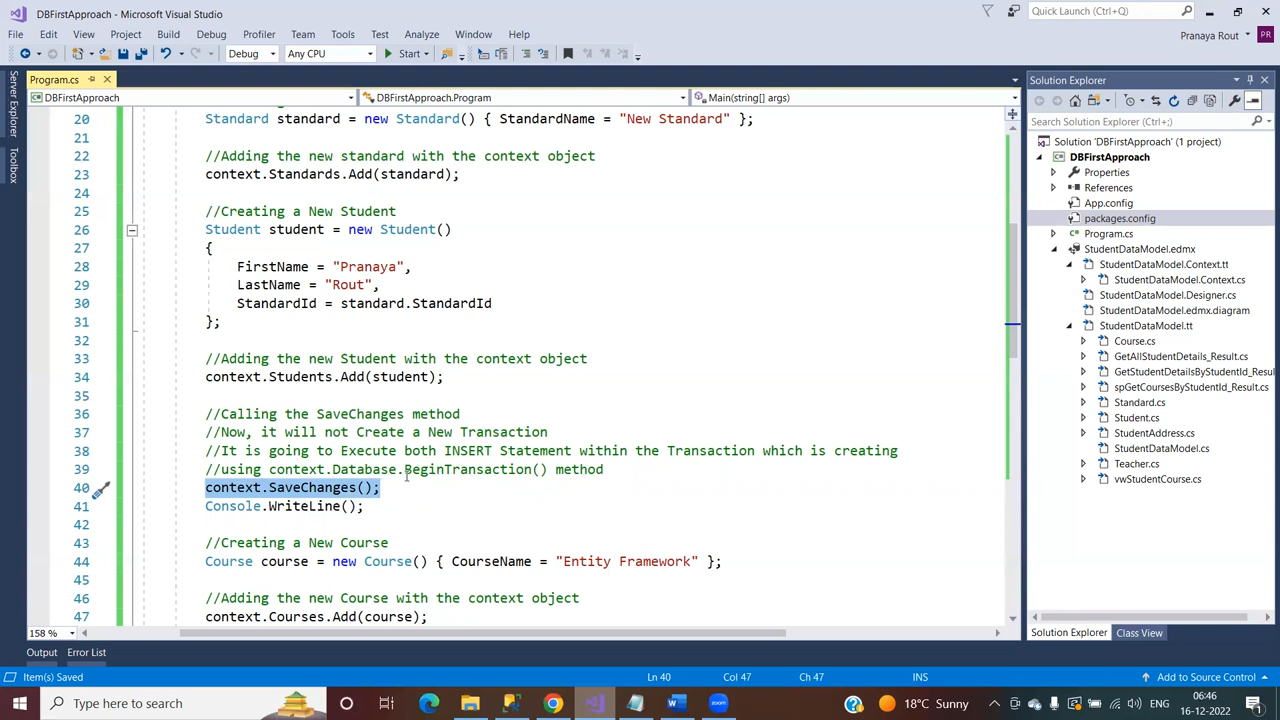 DBFirstApproach - Microsoft Visual Studio
Quick Launch (Ctrl+Q)
File Edit View Project Build Debug Profiler Team Tools Test Analyze Window Help
Pranaya Rout PR
Debug Any CPU Start
Server Explorer
Toolbox
Program.cs
DBFirstApproach DBFirstApproach.Program Main(string[] args)
20 Standard standard = new Standard() { StandardName = "New Standard" };
21
22 //Adding the new standard with the context object
23 context.Standards.Add(standard);
24
25 //Creating a New Student
26 Student student = new Student()
27 {
28 FirstName = "Pranaya",
29 LastName = "Rout",
30 StandardId = standard.StandardId
31 };
32
33 //Adding the new Student with the context object
34 context.Students.Add(student);
35
36 //Calling the SaveChanges method
37 //Now, it will not Create a New Transaction
38 //It is going to Execute both INSERT Statement within the Transaction which is creating
39 //using context.Database.BeginTransaction() method
40 context.SaveChanges();
41 Console.WriteLine();
42
43 //Creating a New Course
44 Course course = new Course() { CourseName = "Entity Framework" };
45
46 //Adding the new Course with the context object
47 context.Courses.Add(course);
158 %
Solution Explorer
Search Solution Explorer (Ctrl+;)
Solution 'DBFirstApproach' (1 project)
DBFirstApproach
Properties
References
App.config
packages.config
Program.cs
StudentDataModel.edmx
StudentDataModel.Context.tt
StudentDataModel.Context.cs
StudentDataModel.Designer.cs
StudentDataModel.edmx.diagram
StudentDataModel.tt
Course.cs
GetAllStudentDetails_Result.cs
GetStudentDetailsByStudentId_Result
spGetCoursesByStudentId_Result.cs
Standard.cs
Student.cs
StudentAddress.cs
StudentDataModel.cs
Teacher.cs
vwStudentCourse.cs
Solution Explorer Class View
Output Error List
Item(s) Saved Ln 40 Col 47 Ch 47 INS Add to Source Control
Type here to search
zoom
18°C Sunny
ENG
06:46
16-12-2022